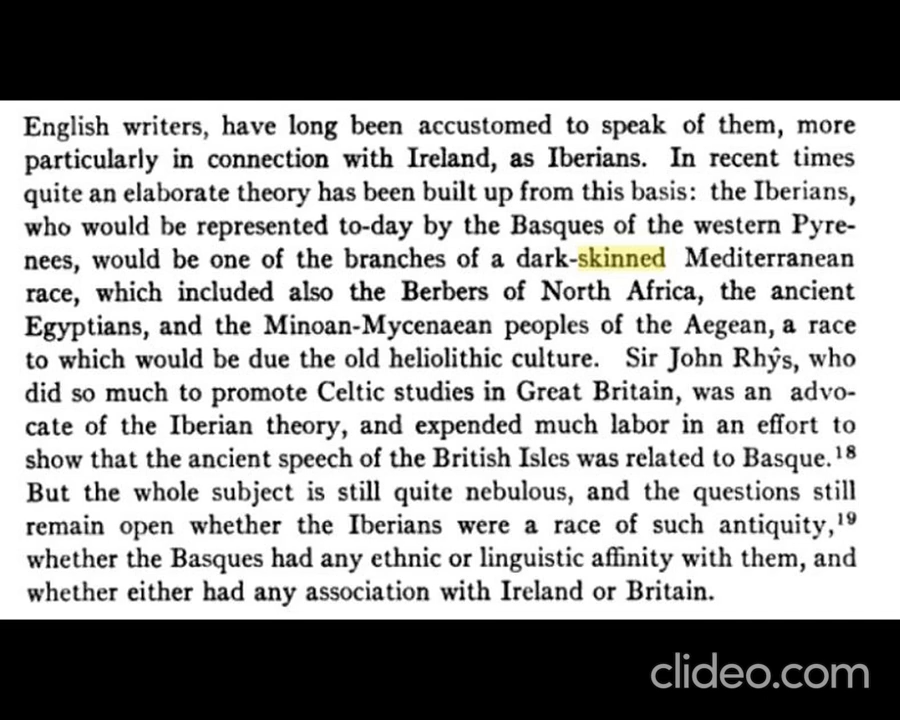 English writers, have long been accustomed to speak of them, more
particularly in connection with Ireland, as Iberians. In recent times
quite an elaborate theory has been built up from this basis: the Iberians,
who would be represented to-day by the Basques of the western Pyre-
nees, would be one of the branches of a dark-skinned Mediterranean
race, which included also the Berbers of North Africa, the ancient
Egyptians, and the Minoan-Mycenaean peoples of the Aegean, a race
to which would be due the old heliolithic culture. Sir John Rhŷs, who
did so much to promote Celtic studies in Great Britain, was an advo-
cate of the Iberian theory, and expended much labor in an effort to
show that the ancient speech of the British Isles was related to Basque.¹⁸
But the whole subject is still quite nebulous, and the questions still
remain open whether the Iberians were a race of such antiquity,¹⁹
whether the Basques had any ethnic or linguistic affinity with them, and
whether either had any association with Ireland or Britain.
clideo.com